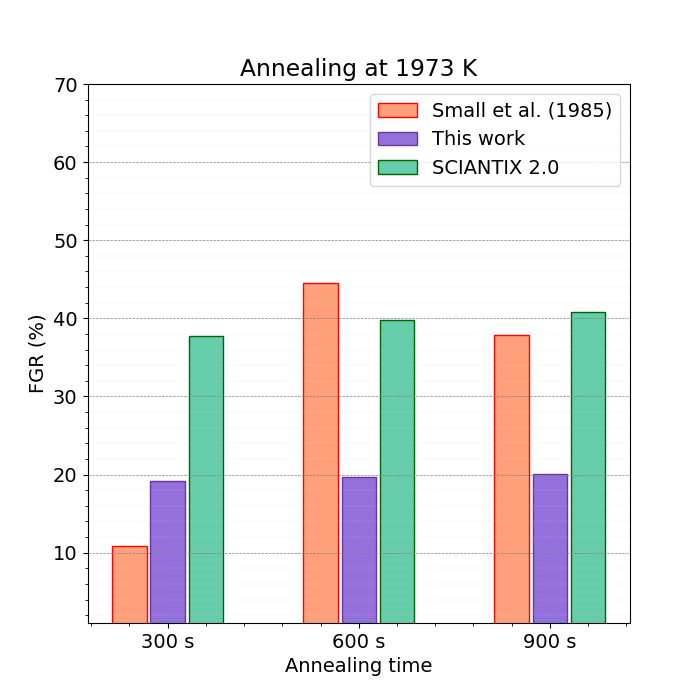 Annealing at 1973 K
70
60
50
40
30
20
10
FGR (%)
Small et al. (1985)
This work
SCIANTIX 2.0
300 s
600 s
900 s
Annealing time